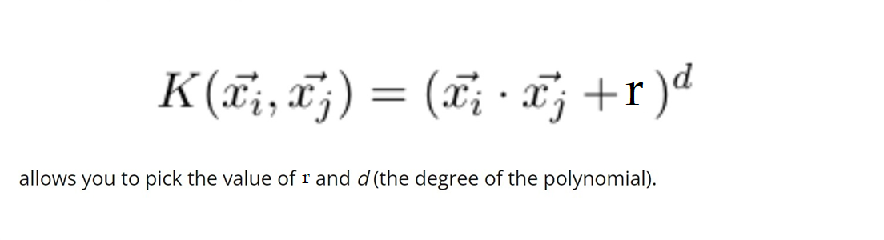 K(x⃗ᵢ, x⃗ⱼ) = (x⃗ᵢ · x⃗ⱼ + r )ᵈ
allows you to pick the value of r and d (the degree of the polynomial).